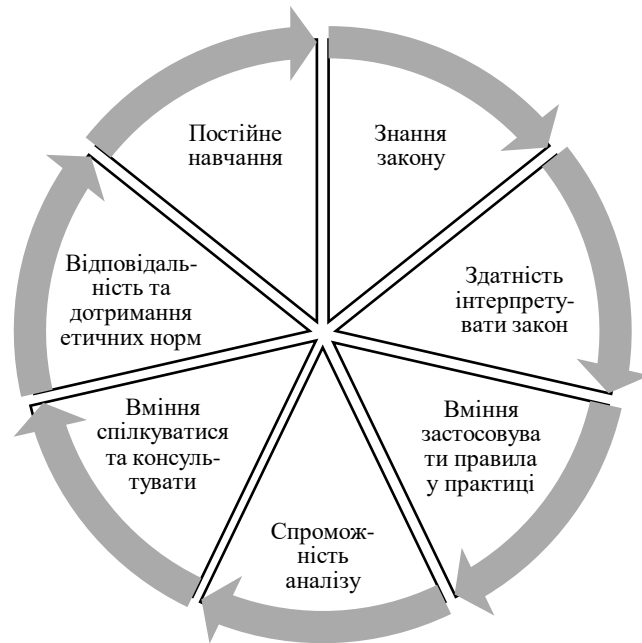 Постійне
навчання
Знання
закону
Здатність
інтерпрету-
вати закон
Вміння
застосовува
ти правила
у практиці
Спромож-
ність
аналізу
Вміння
спілкуватися
та консуль-
тувати
Відповідаль-
ність та
дотримання
етичних норм